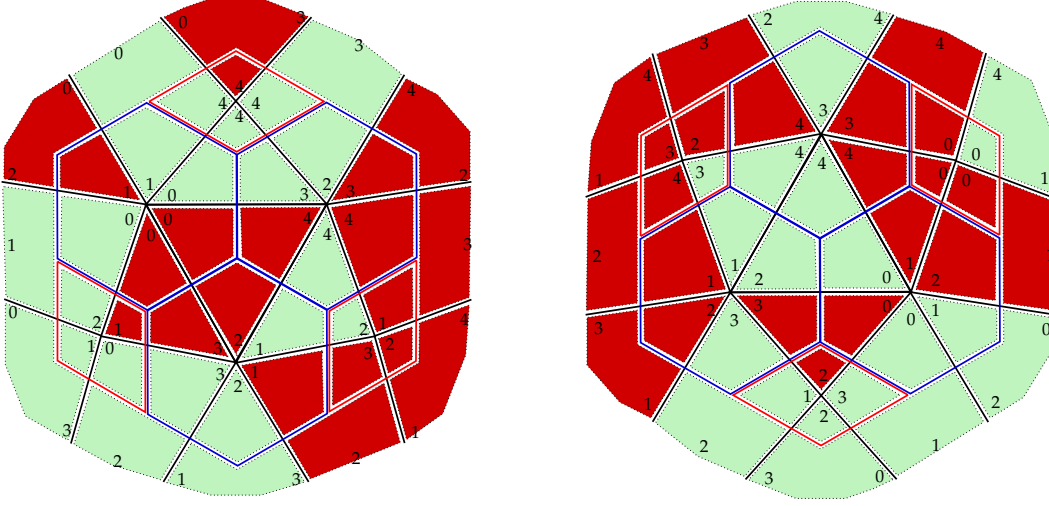 0 3 2 4
0 3 3 4
4 4 4
4 4 4 4
0 4
3 3
4 4
2 0 0
3 0
4 3 0 0
2 1 1 0 2 3 2 1 1
0 0 3 4 4
0 4
1 3 2
1 1 2
2 0
2 3 3 0 1
0 4 3 0
2 1 2 1
1 0 3 2 1 3 2
3 2 1 2
1 3 2
3 1 1 2
2 2 2 1
1 3 3 0